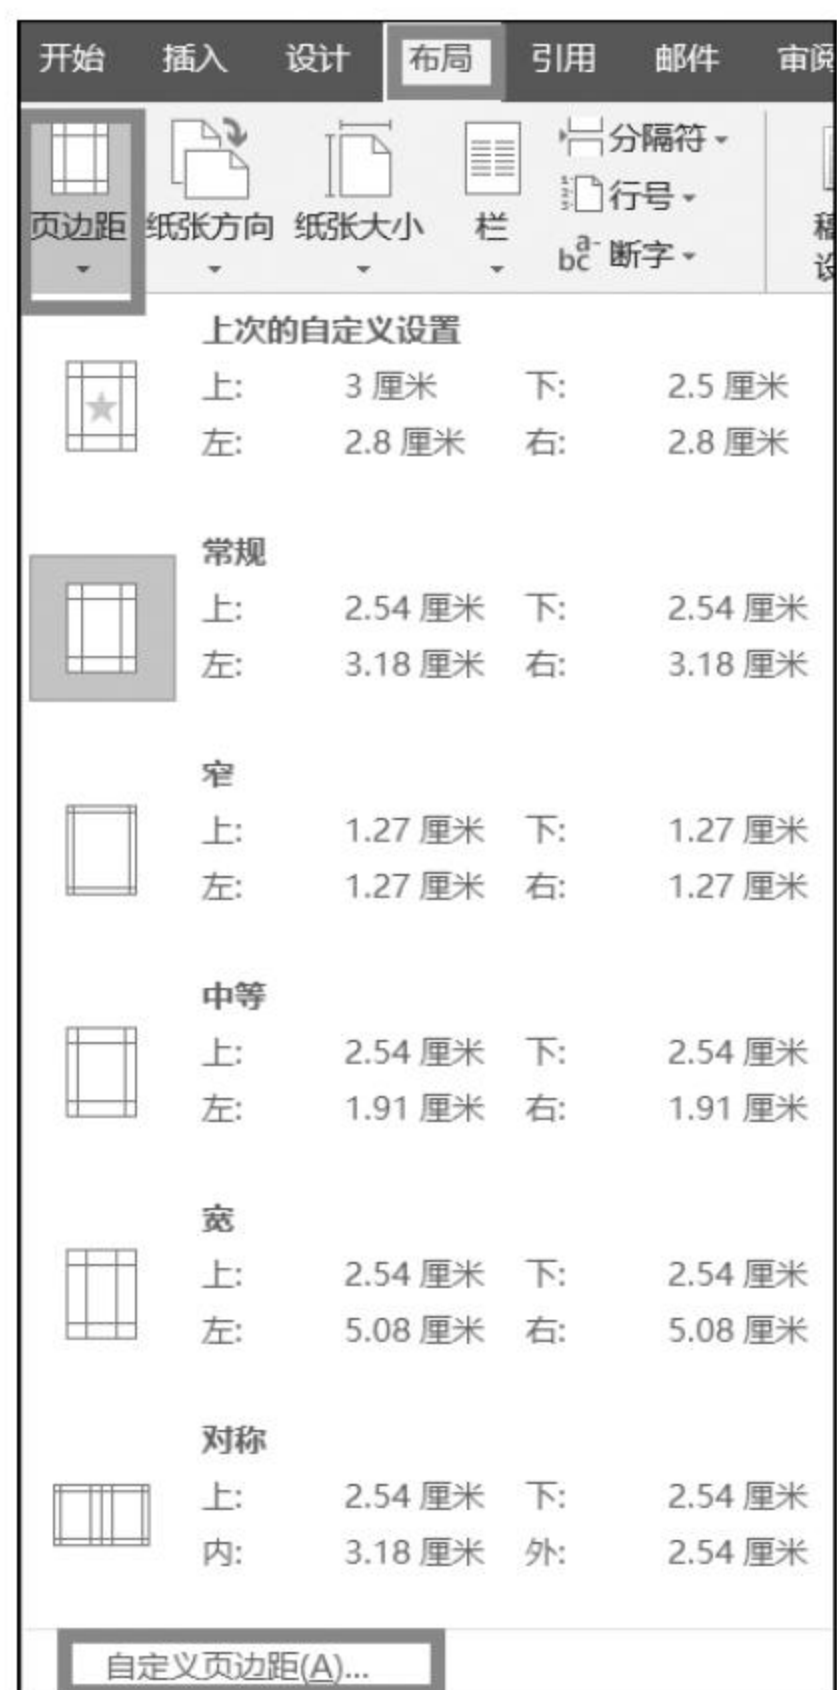 开始 插入 设计 布局 引用 邮件 审阅
分隔符
行号
页边距 纸张方向 纸张大小 栏
断字
上次的自定义设置
上: 3 厘米 下: 2.5 厘米
左: 2.8 厘米 右: 2.8 厘米
常规
上: 2.54 厘米 下: 2.54 厘米
左: 3.18 厘米 右: 3.18 厘米
窄
上: 1.27 厘米 下: 1.27 厘米
左: 1.27 厘米 右: 1.27 厘米
中等
上: 2.54 厘米 下: 2.54 厘米
左: 1.91 厘米 右: 1.91 厘米
宽
上: 2.54 厘米 下: 2.54 厘米
左: 5.08 厘米 右: 5.08 厘米
对称
上: 2.54 厘米 下: 2.54 厘米
内: 3.18 厘米 外: 2.54 厘米
自定义页边距(A)...